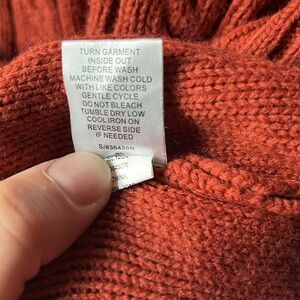 TURN GARMENT
INSIDE OUT
BEFORE WASH
MACHINE WASH COLD
WITH LIKE COLORS
GENTLE CYCLE
DO NOT BLEACH
TUMBLE DRY LOW
COOL IRON ON
REVERSE SIDE
IF NEEDED